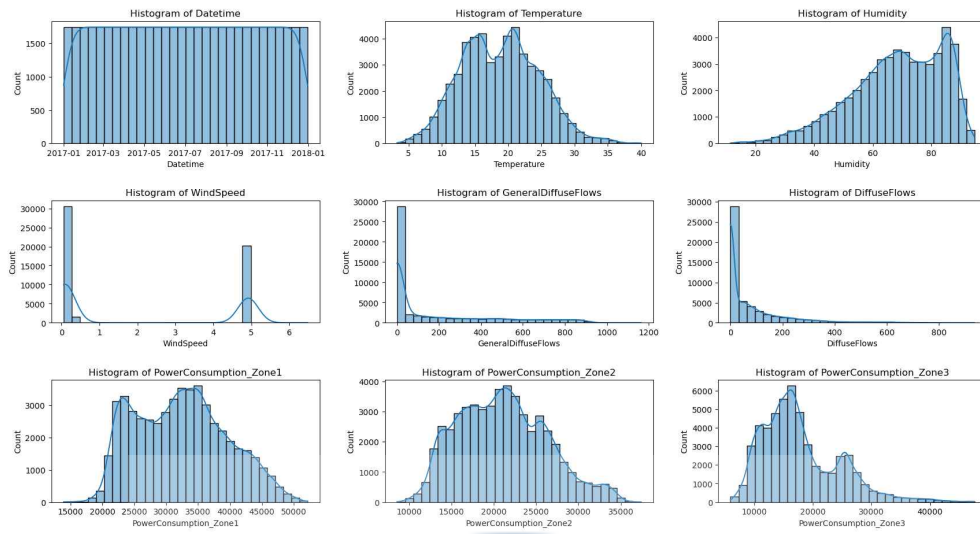 Histogram of Datetime
Count
1500
1000
500
0
2017-01 2017-03 2017-05 2017-07 2017-09 2017-11 2018-01
Datetime
Histogram of Temperature
Count
4000
3000
2000
1000
0
5 10 15 20 25 30 35 40
Temperature
Histogram of Humidity
Count
4000
3000
2000
1000
0
20 40 60 80
Humidity
Histogram of WindSpeed
Count
30000
25000
20000
15000
10000
5000
0
0 1 2 3 4 5 6
WindSpeed
Histogram of GeneralDiffuseFlows
Count
30000
25000
20000
15000
10000
5000
0
0 200 400 600 800 1000 1200
GeneralDiffuseFlows
Histogram of DiffuseFlows
Count
30000
25000
20000
15000
10000
5000
0
0 200 400 600 800
DiffuseFlows
Histogram of PowerConsumption_Zone1
Count
3000
2000
1000
0
15000 20000 25000 30000 35000 40000 45000 50000
PowerConsumption_Zone1
Histogram of PowerConsumption_Zone2
Count
4000
3000
2000
1000
0
10000 15000 20000 25000 30000 35000
PowerConsumption_Zone2
Histogram of PowerConsumption_Zone3
Count
6000
5000
4000
3000
2000
1000
0
10000 20000 30000 40000
PowerConsumption_Zone3